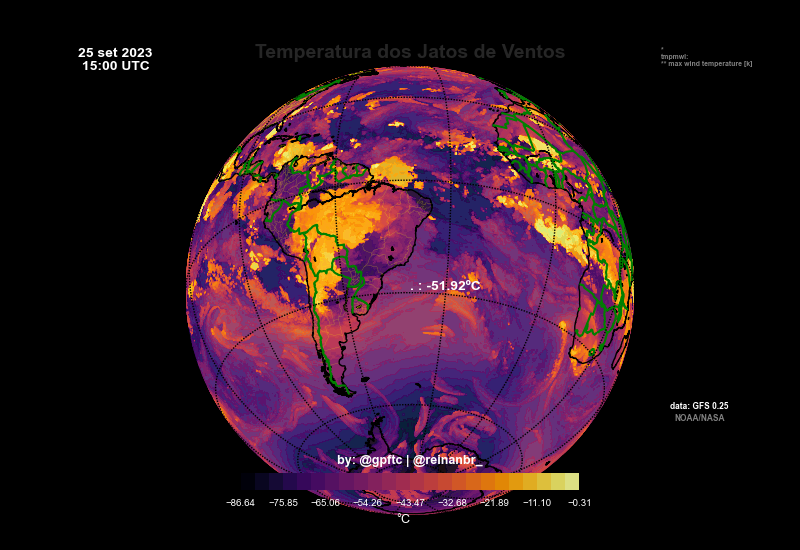 25 set 2023
15:00 UTC
Temperatura dos Jatos de Ventos
*
tmpmwl:
** max wind temperature [k]
. : -51.92°C
data: GFS 0.25
NOAA/NASA
by: @gpftc | @reinanbr_
−86.64 −75.85 −65.06 −54.26 −43.47 −32.68 −21.89 −11.10 −0.31
°C